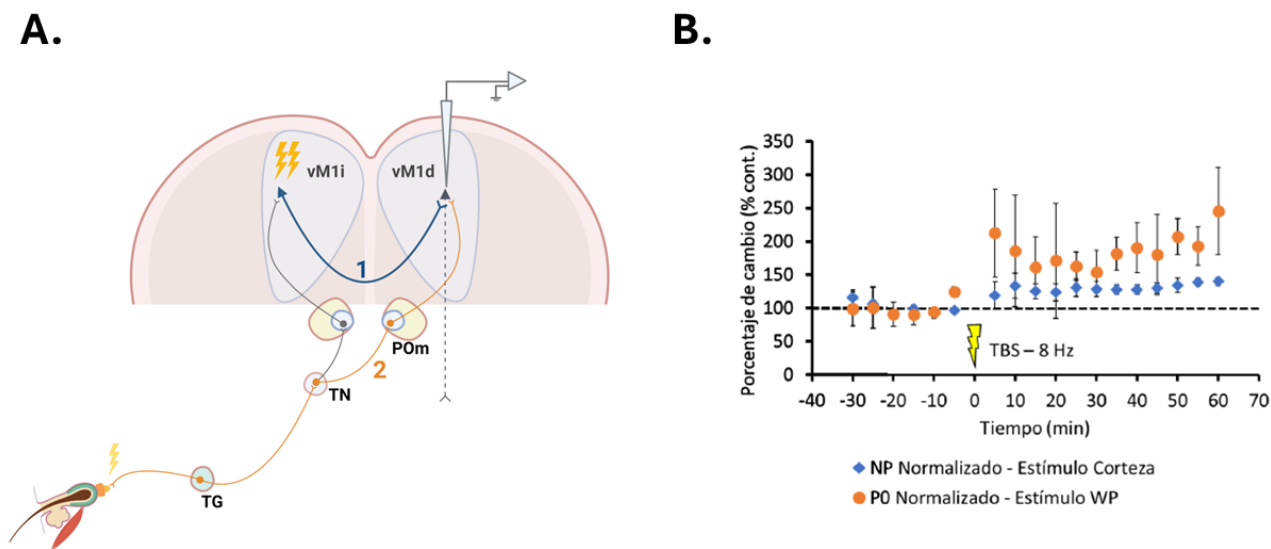 A.
B.
vM1i
vM1d
1
POm
2
TN
TG
Porcentaje de cambio (% cont.)
350
300
250
200
150
100
50
0
TBS – 8 Hz
-40 -30 -20 -10 0 10 20 30 40 50 60 70
Tiempo (min)
NP Normalizado - Estímulo Corteza
P0 Normalizado - Estímulo WP